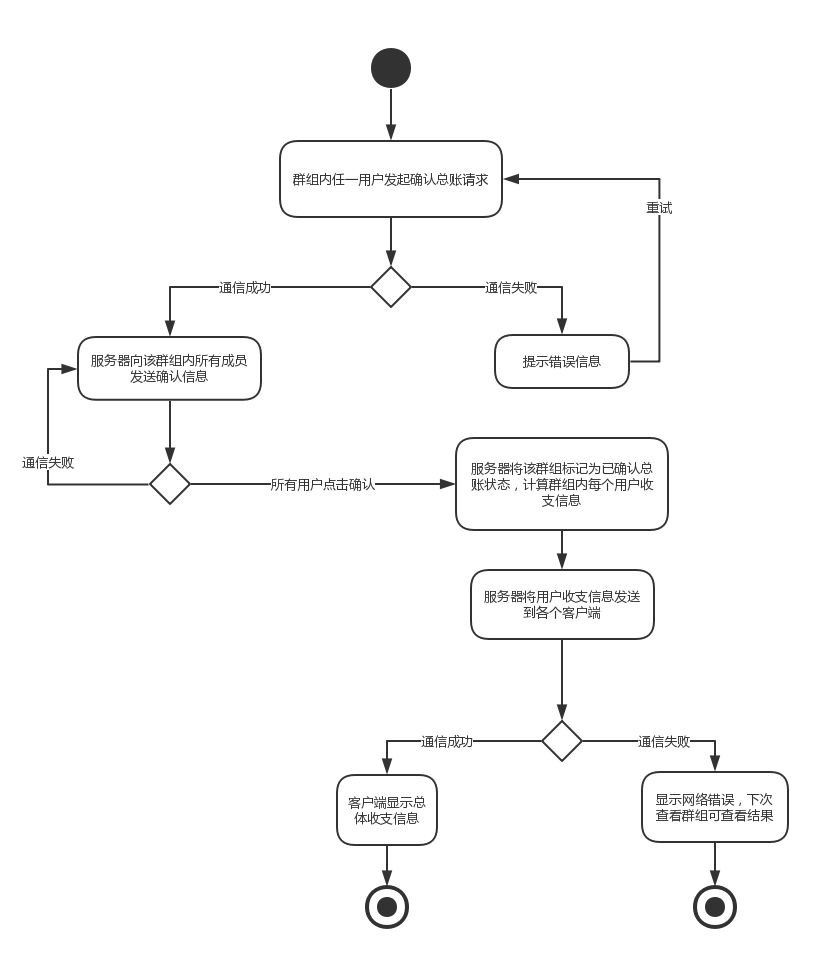 群组内任一用户发起确认总账请求
重试
通信成功
通信失败
服务器向该群组内所有成员
发送确认信息
提示错误信息
通信失败
所有用户点击确认
服务器将该群组标记为已确认总
账状态，计算群组内每个用户收
支信息
服务器将用户收支信息发送
到各个客户端
通信成功
通信失败
客户端显示总
体收支信息
显示网络错误，下次
查看群组可查看结果